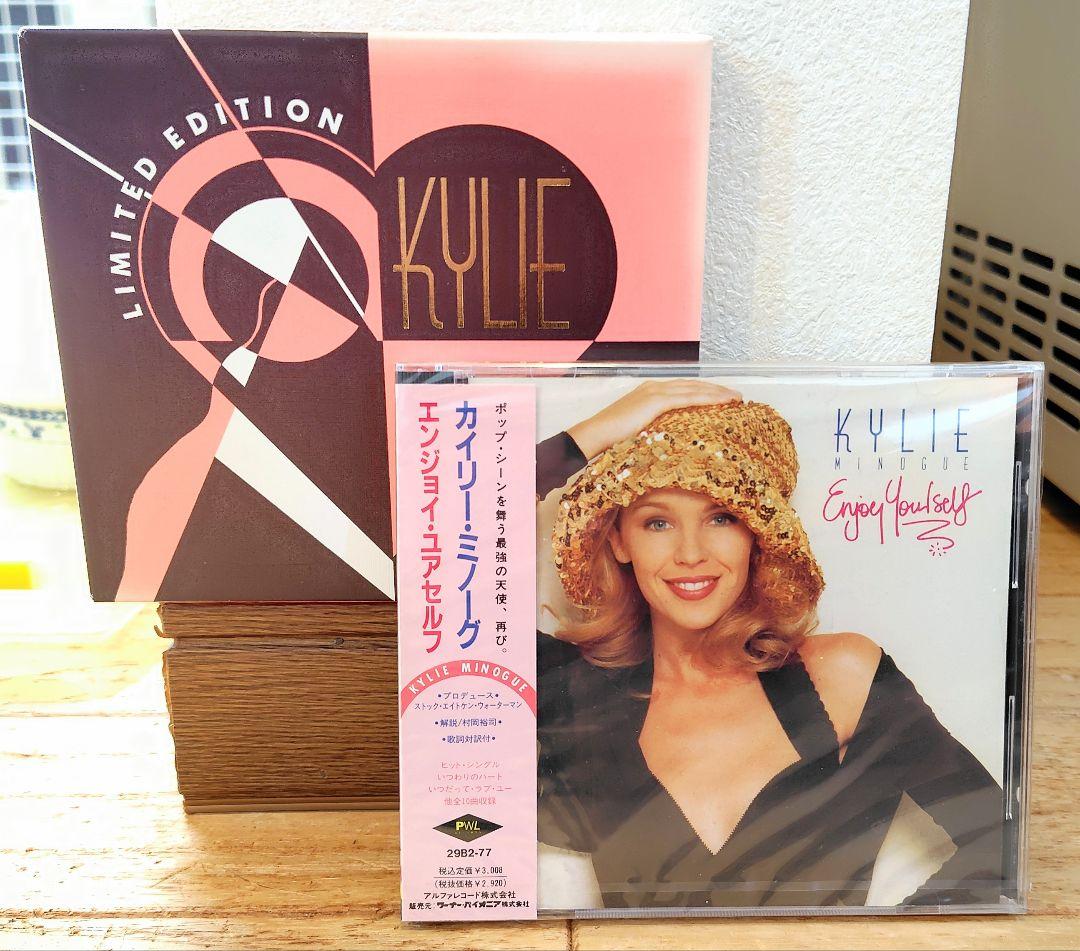 LIMITED EDITION
KYLIE
KYLIE
MINOGUE
Enjoy Yourself
ポップ・シーンを舞う最強の天使、再び。
カイリー・ミノーグ
エンジョイ・ユアセルフ
KYLIE MINOGUE
•プロデュース•
ストック・エイトケン・ウォーターマン
•解説/村岡裕司•
•歌詞対訳付•
ヒット・シングル
いつわりのハート
いつだって・ラブ・ユー
他全10曲収録
PWL
29B2-77
税込定価¥3,008
(税抜価格¥2,920)
アルファレコード株式会社
販売元:ワーナー・パイオニア株式会社